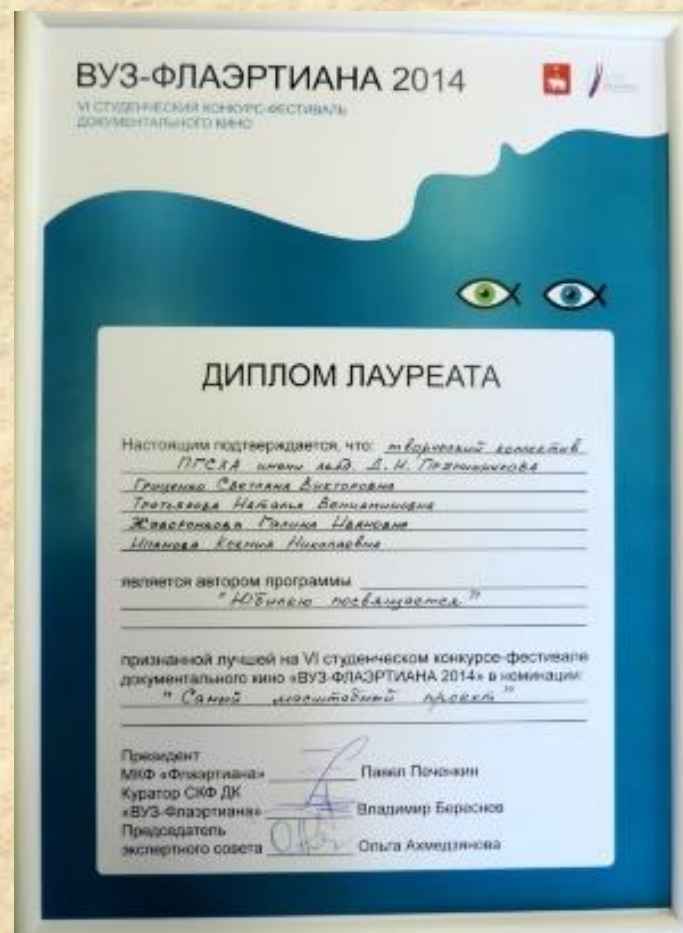 ВУЗ-ФЛАЭРТИАНА 2014
VI СТУДЕНЧЕСКИЙ КОНКУРС-ФЕСТИВАЛЬ
ДОКУМЕНТАЛЬНОГО КИНО
ДИПЛОМ ЛАУРЕАТА
Настоящим подтверждается, что: творческий коллектив
ПГСХА имени акад. Д. Н. Прянишникова
Гриценко Светлана Викторовна
Третьякова Наталья Вениаминовна
Жаворонкова Галина Ивановна
Ксения Николаевна
является автором программы
"Юбилею посвящается"
признанной лучшей на VI студенческом конкурсе-фестивале
документального кино «ВУЗ-ФЛАЭРТИАНА 2014» в номинации:
"Самый масштабный проект"
Президент
МКФ «Флаэртиана» Павел Печенкин
Куратор СКФ ДК
«ВУЗ-Флаэртиана» Владимир Береснев
Председатель
экспертного совета Ольга Ахмедзянова